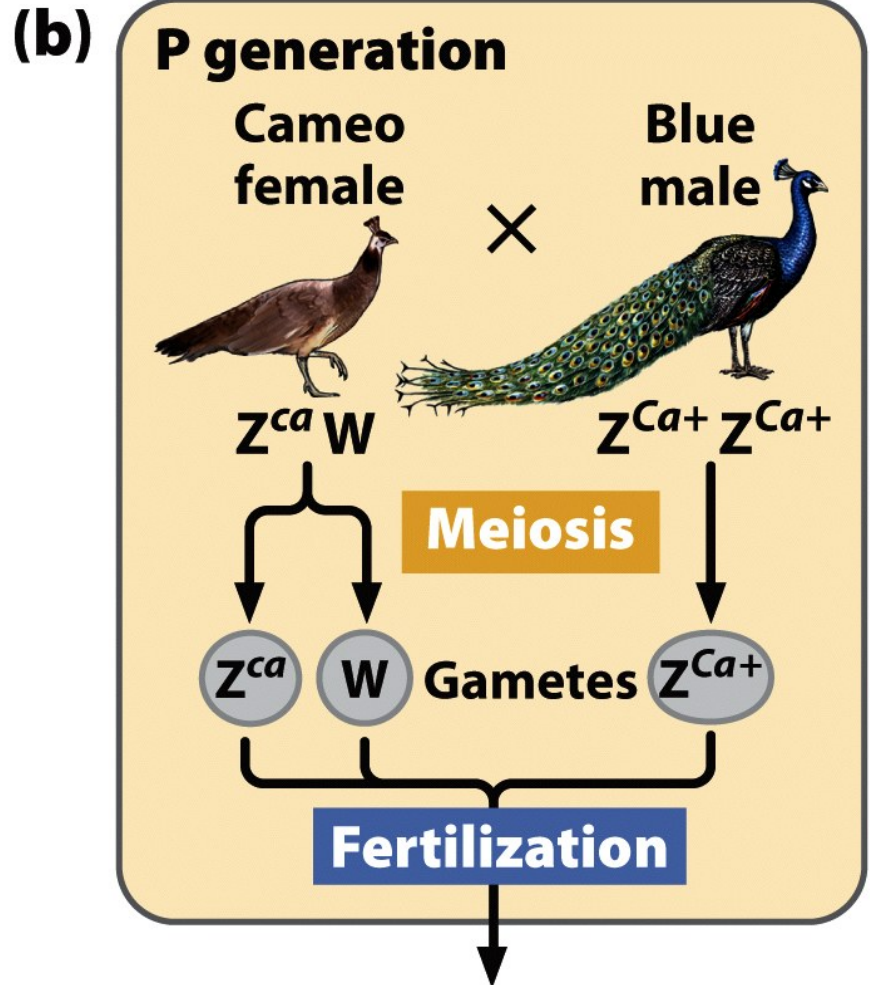 (b)
P generation
Cameo
female
Blue
male
×
Z^ca W
Z^Ca+ Z^Ca+
Meiosis
Z^ca W Gametes Z^Ca+
Fertilization